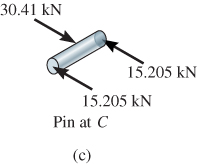 30.41 kN
15.205 kN
15.205 kN
Pin at C
(c)